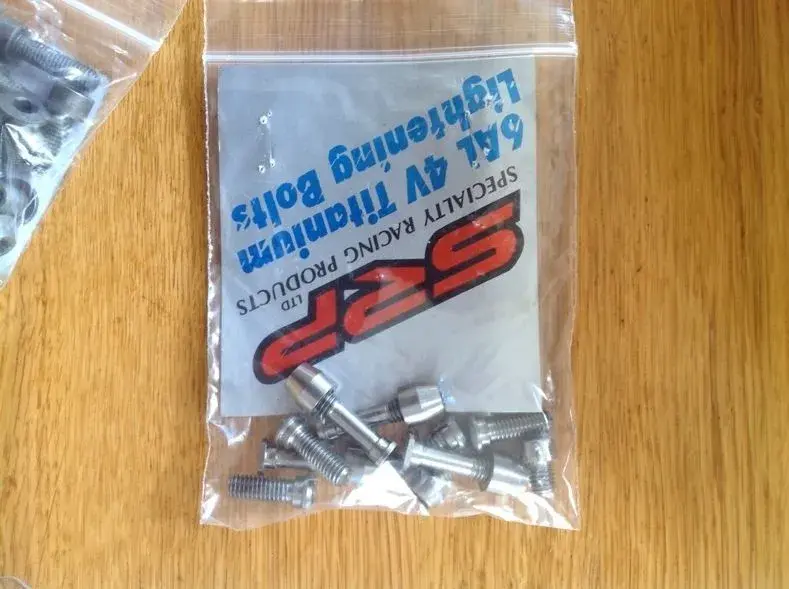 SRP
LTD
SPECIALTY RACING PRODUCTS
6AL 4V Titanium
Lightening Bolts